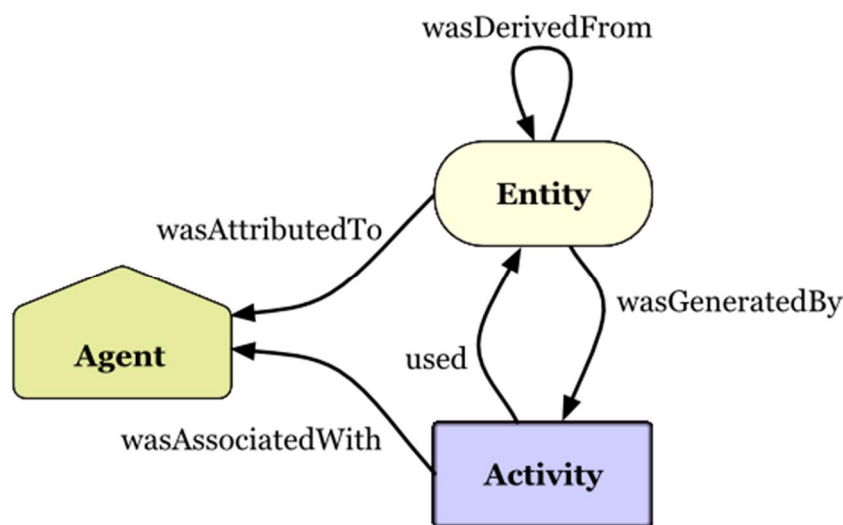 wasDerivedFrom
Entity
wasAttributedTo
wasGeneratedBy
Agent
used
wasAssociatedWith
Activity